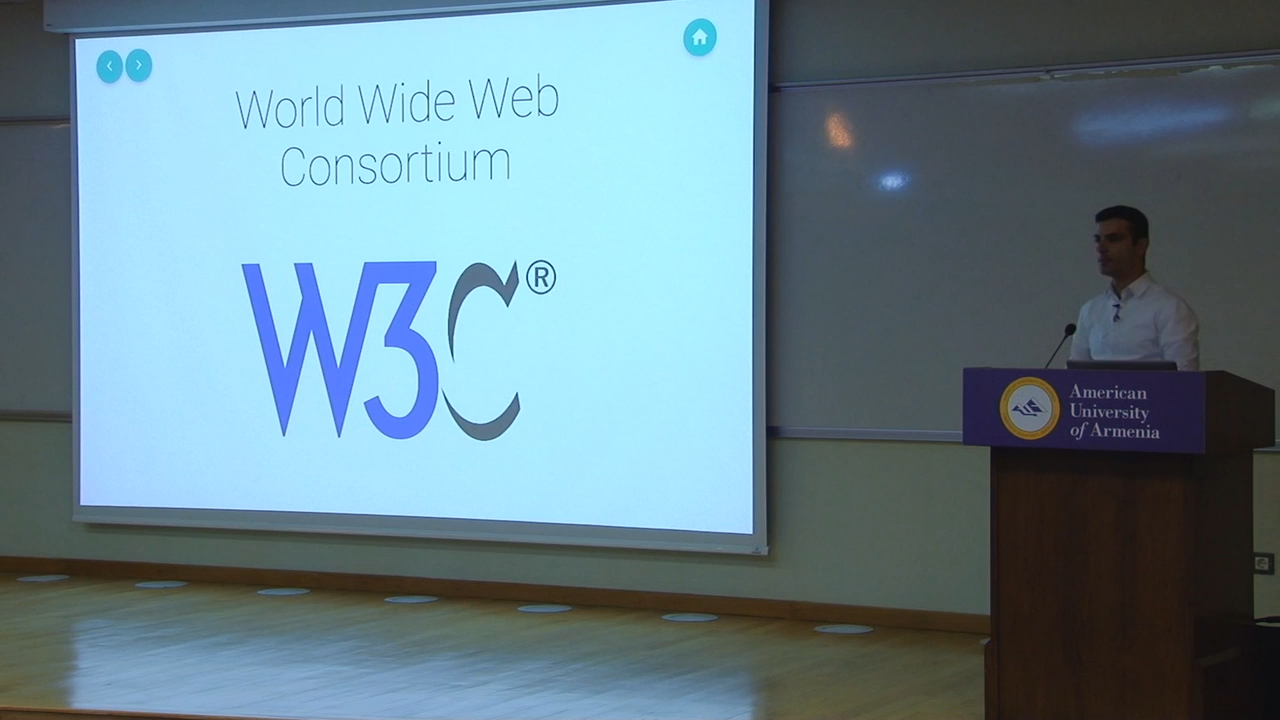 World Wide Web
Consortium
W3C®
American
University
of Armenia